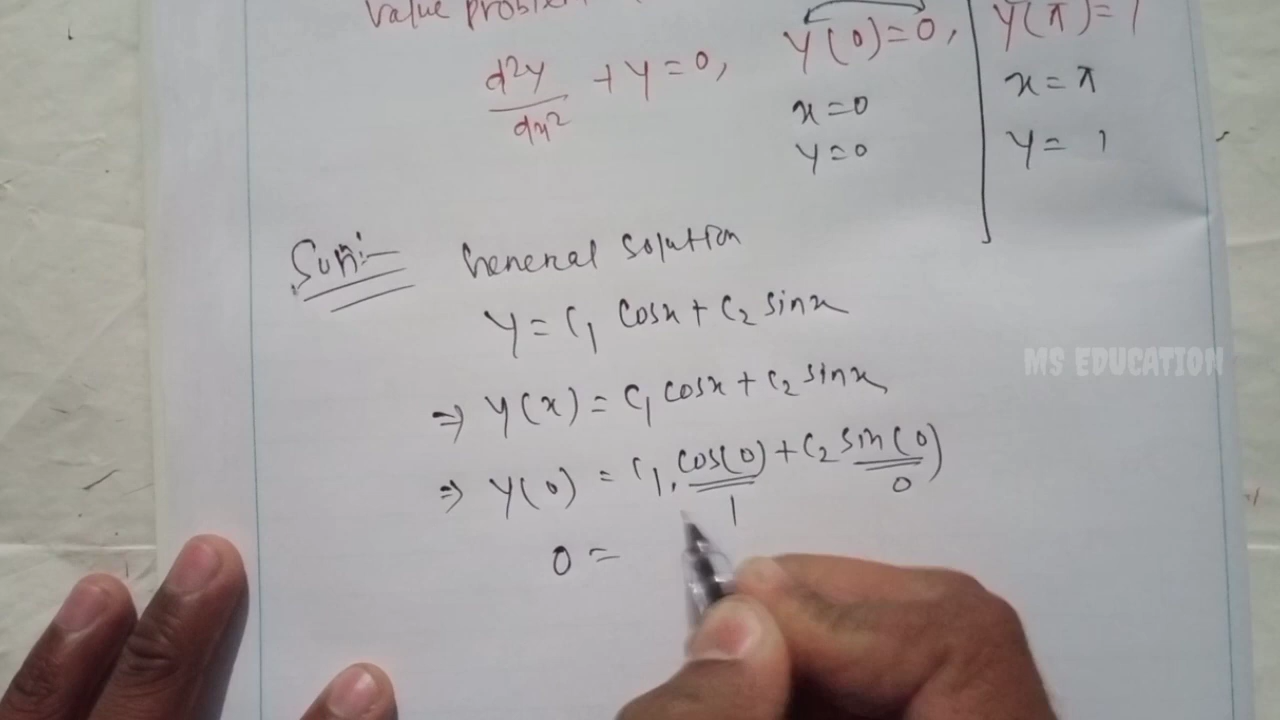 Value problem
d²y/dx² + y = 0, y(0) = 0, y(π) = 1
x = 0 x = π
y = 0 y = 1
Sun:- General solution
y = c₁ cosx + c₂ sinx
⇒ y(x) = c₁ cosx + c₂ sinx
⇒ y(0) = c₁. cos(0) + c₂ sin(0)
1 0
0 =
MS EDUCATION